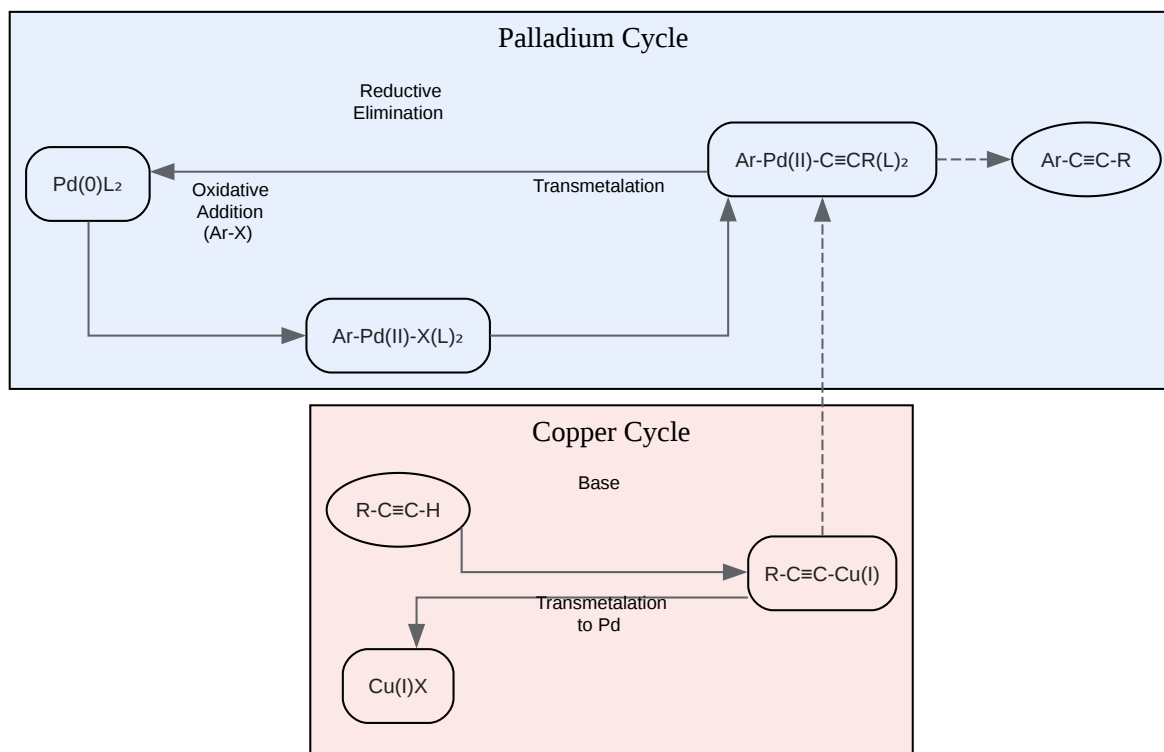 Palladium Cycle
Reductive
Elimination
Ar-Pd(II)-C≡CR(L)₂
Ar-C≡C-R
Pd(0)L₂
Oxidative
Addition
(Ar-X)
Transmetalation
Ar-Pd(II)-X(L)₂
Copper Cycle
Base
R-C≡C-H
R-C≡C-Cu(I)
Transmetalation
to Pd
Cu(I)X